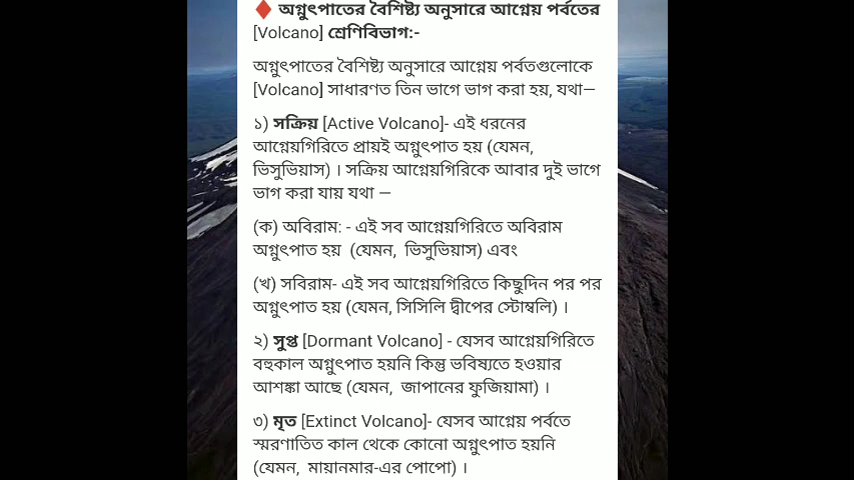 ♦ অগ্নুৎপাতের বৈশিষ্ট্য অনুসারে আগ্নেয় পর্বতের
[Volcano] শ্রেণিবিভাগ:-
অগ্নুৎপাতের বৈশিষ্ট্য অনুসারে আগ্নেয় পর্বতগুলোকে
[Volcano] সাধারণত তিন ভাগে ভাগ করা হয়, যথা—
১) সক্রিয় [Active Volcano]- এই ধরনের
আগ্নেয়গিরিতে প্রায়ই অগ্নুৎপাত হয় (যেমন,
ভিসুভিয়াস) । সক্রিয় আগ্নেয়গিরিকে আবার দুই ভাগে
ভাগ করা যায় যথা —
(ক) অবিরাম: - এই সব আগ্নেয়গিরিতে অবিরাম
অগ্নুৎপাত হয় (যেমন, ভিসুভিয়াস) এবং
(খ) সবিরাম- এই সব আগ্নেয়গিরিতে কিছুদিন পর পর
অগ্নুৎপাত হয় (যেমন, সিসিলি দ্বীপের স্টোম্বলি) ।
২) সুপ্ত [Dormant Volcano] - যেসব আগ্নেয়গিরিতে
বহুকাল অগ্নুৎপাত হয়নি কিন্তু ভবিষ্যতে হওয়ার
আশঙ্কা আছে (যেমন, জাপানের ফুজিয়ামা) ।
৩) মৃত [Extinct Volcano]- যেসব আগ্নেয় পর্বতে
স্মরণাতিত কাল থেকে কোনো অগ্নুৎপাত হয়নি
(যেমন, মায়ানমার-এর পোপো) ।